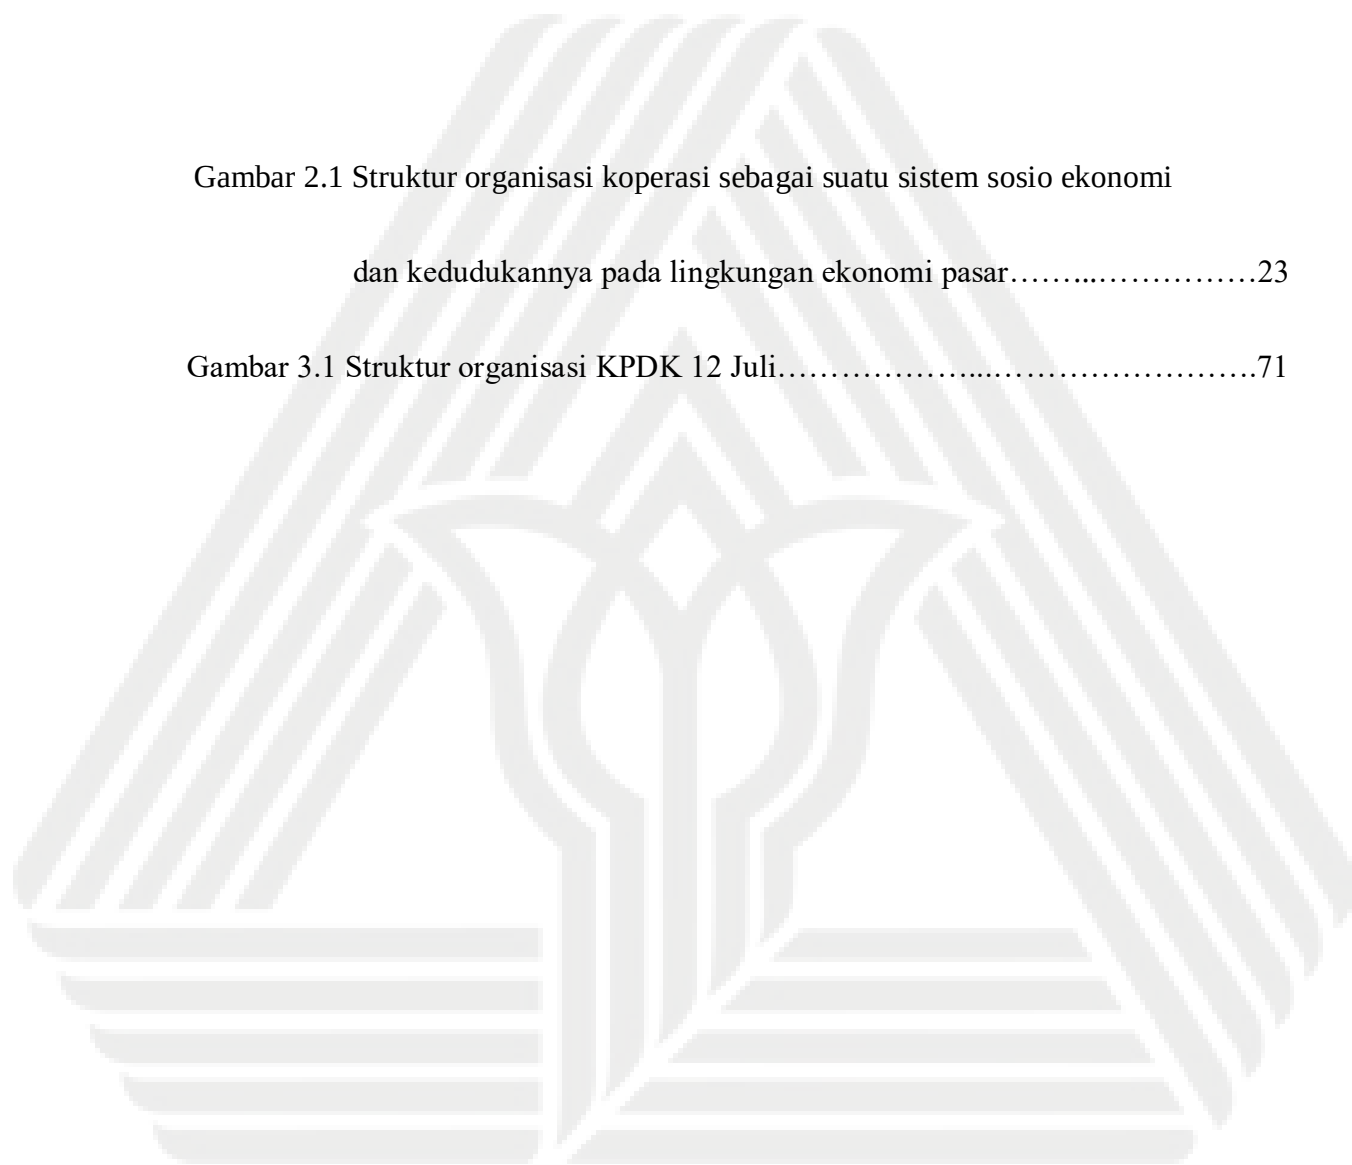 Gambar 2.1 Struktur organisasi koperasi sebagai suatu sistem sosio ekonomi
dan kedudukannya pada lingkungan ekonomi pasar……...……………23
Gambar 3.1 Struktur organisasi KPDK 12 Juli…………………...…………………….71